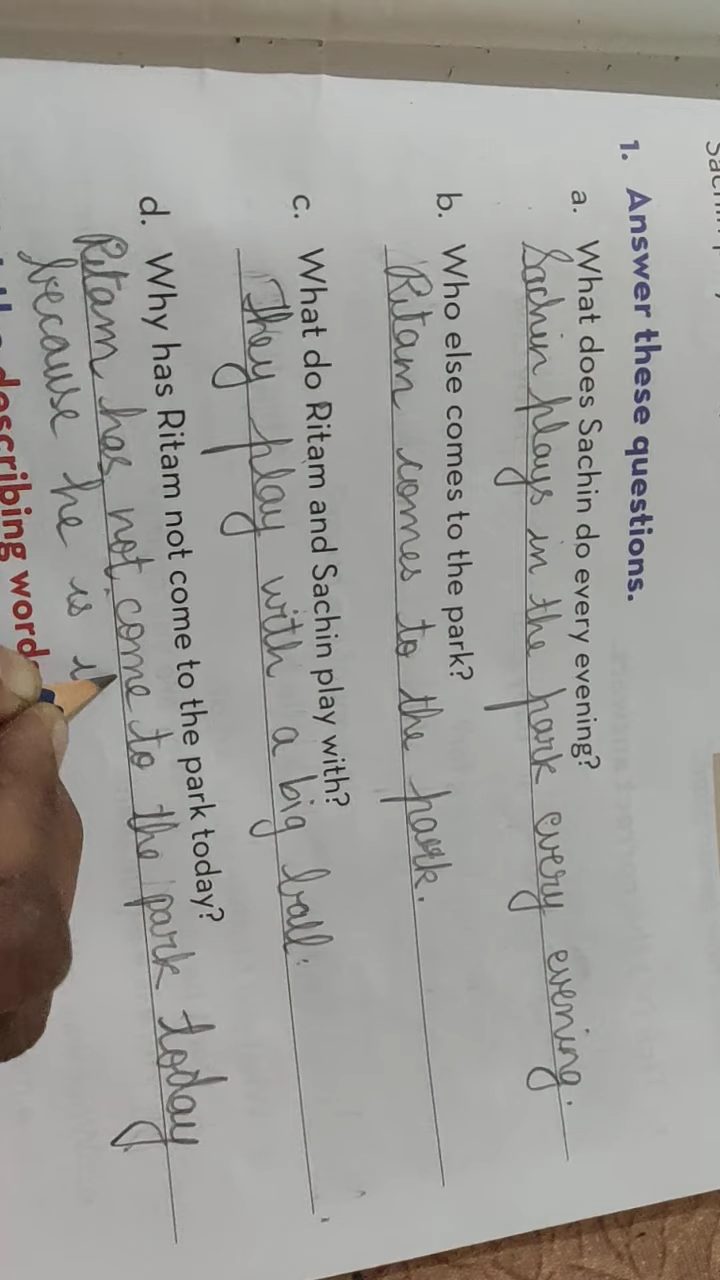 1. Answer these questions.
a. What does Sachin do every evening?
Sachin plays in the park every evening.
b. Who else comes to the park?
Ritam comes to the park.
c. What do Ritam and Sachin play with?
They play with a big ball.
d. Why has Ritam not come to the park today?
Ritam has not come to the park today
because he is i
describing word